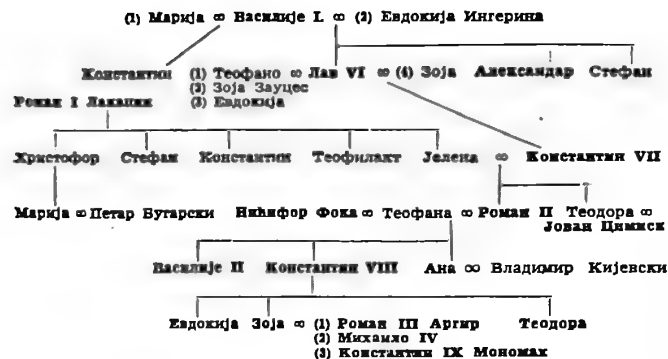 (1) Марија ∞ Василије I. ∞ (2) Евдокија Ингерина
Константин (1) Теофано ∞ Лав VI ∞ (4) Зоја Александар Стефан
(2) Зоја Зауцес
(3) Евдокија
Роман I Лакапин
Христофор Стефан Константин Теофилакт Јелена ∞ Константин VII
Марија ∞ Петар Бугарски Нићифор Фока ∞ Теофана ∞ Роман II Теодора ∞
Јован Цимиск
Василије II Константин VIII Ана ∞ Владимир Кијевски
Евдокија Зоја ∞ (1) Роман III Аргир Теодора
(2) Михаило IV
(3) Константин IX Мономах